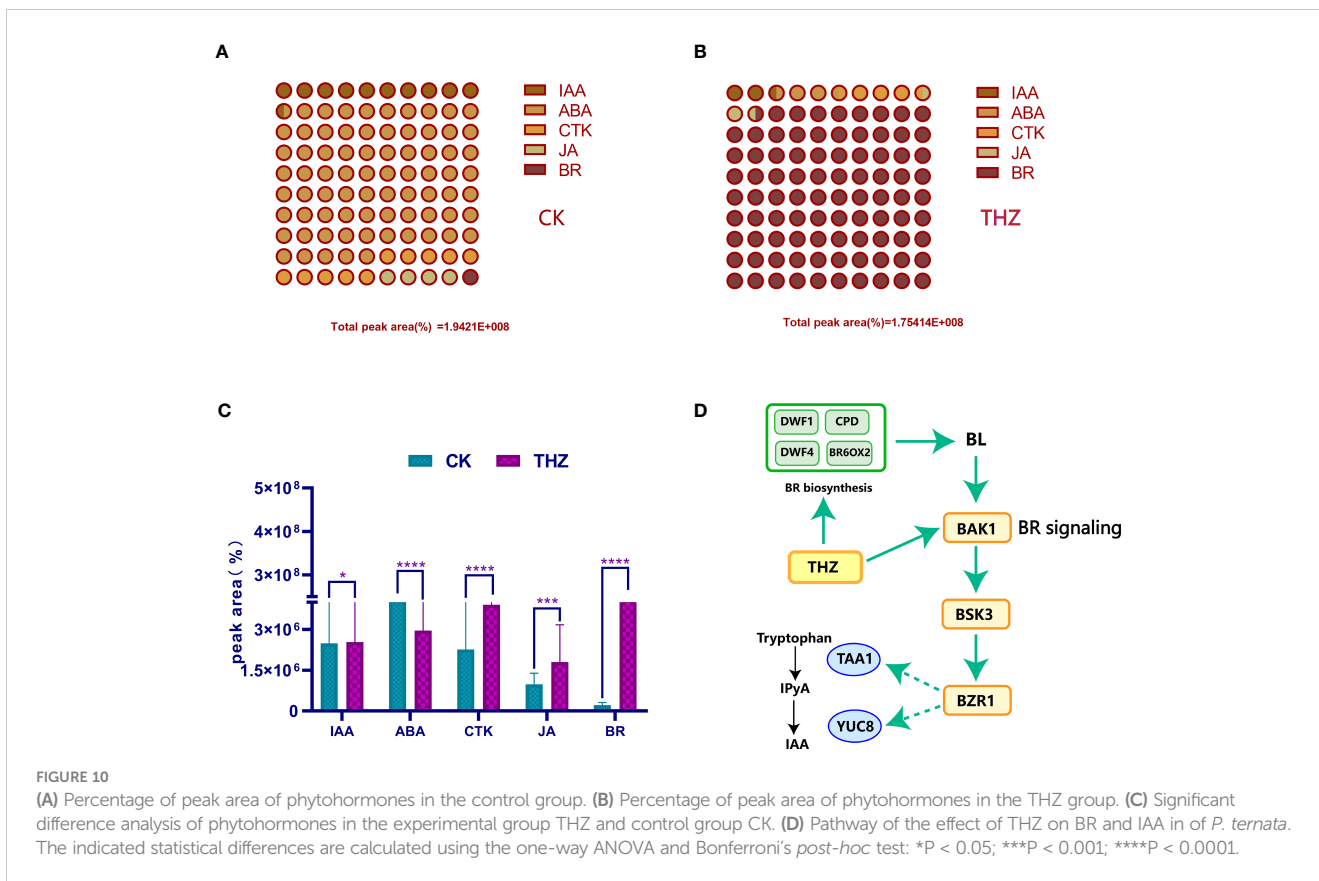 A
IAA
ABA
CTK
JA
BR
CK
Total peak area(%) =1.9421E+008
B
IAA
ABA
CTK
JA
BR
THZ
Total peak area(%)=1.75414E+008
C
CK THZ
peak area( %)
5×10⁸
4×10⁸
3×10⁸
3×10⁶
1.5×10⁶
0
* **** **** *** ****
IAA ABA CTK JA BR
D
DWF1 CPD
DWF4 BR6OX2
BR biosynthesis
BL
THZ
BAK1 BR signaling
BSK3
Tryptophan
TAA1
IPyA
BZR1
YUC8
IAA
FIGURE 10
(A) Percentage of peak area of phytohormones in the control group. (B) Percentage of peak area of phytohormones in the THZ group. (C) Significant
difference analysis of phytohormones in the experimental group THZ and control group CK. (D) Pathway of the effect of THZ on BR and IAA in of P. ternata.
The indicated statistical differences are calculated using the one-way ANOVA and Bonferroni's post-hoc test: *P < 0.05; ***P < 0.001; ****P < 0.0001.